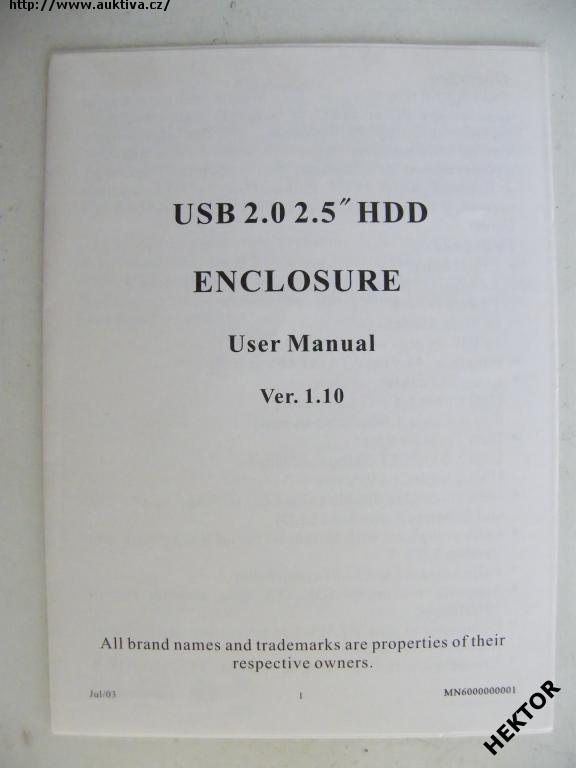 http://www.auktiva.cz/
USB 2.0 2.5″ HDD
ENCLOSURE
User Manual
Ver. 1.10
All brand names and trademarks are properties of their
respective owners.
Jul/03 1 MN6000000001
HEKTOR